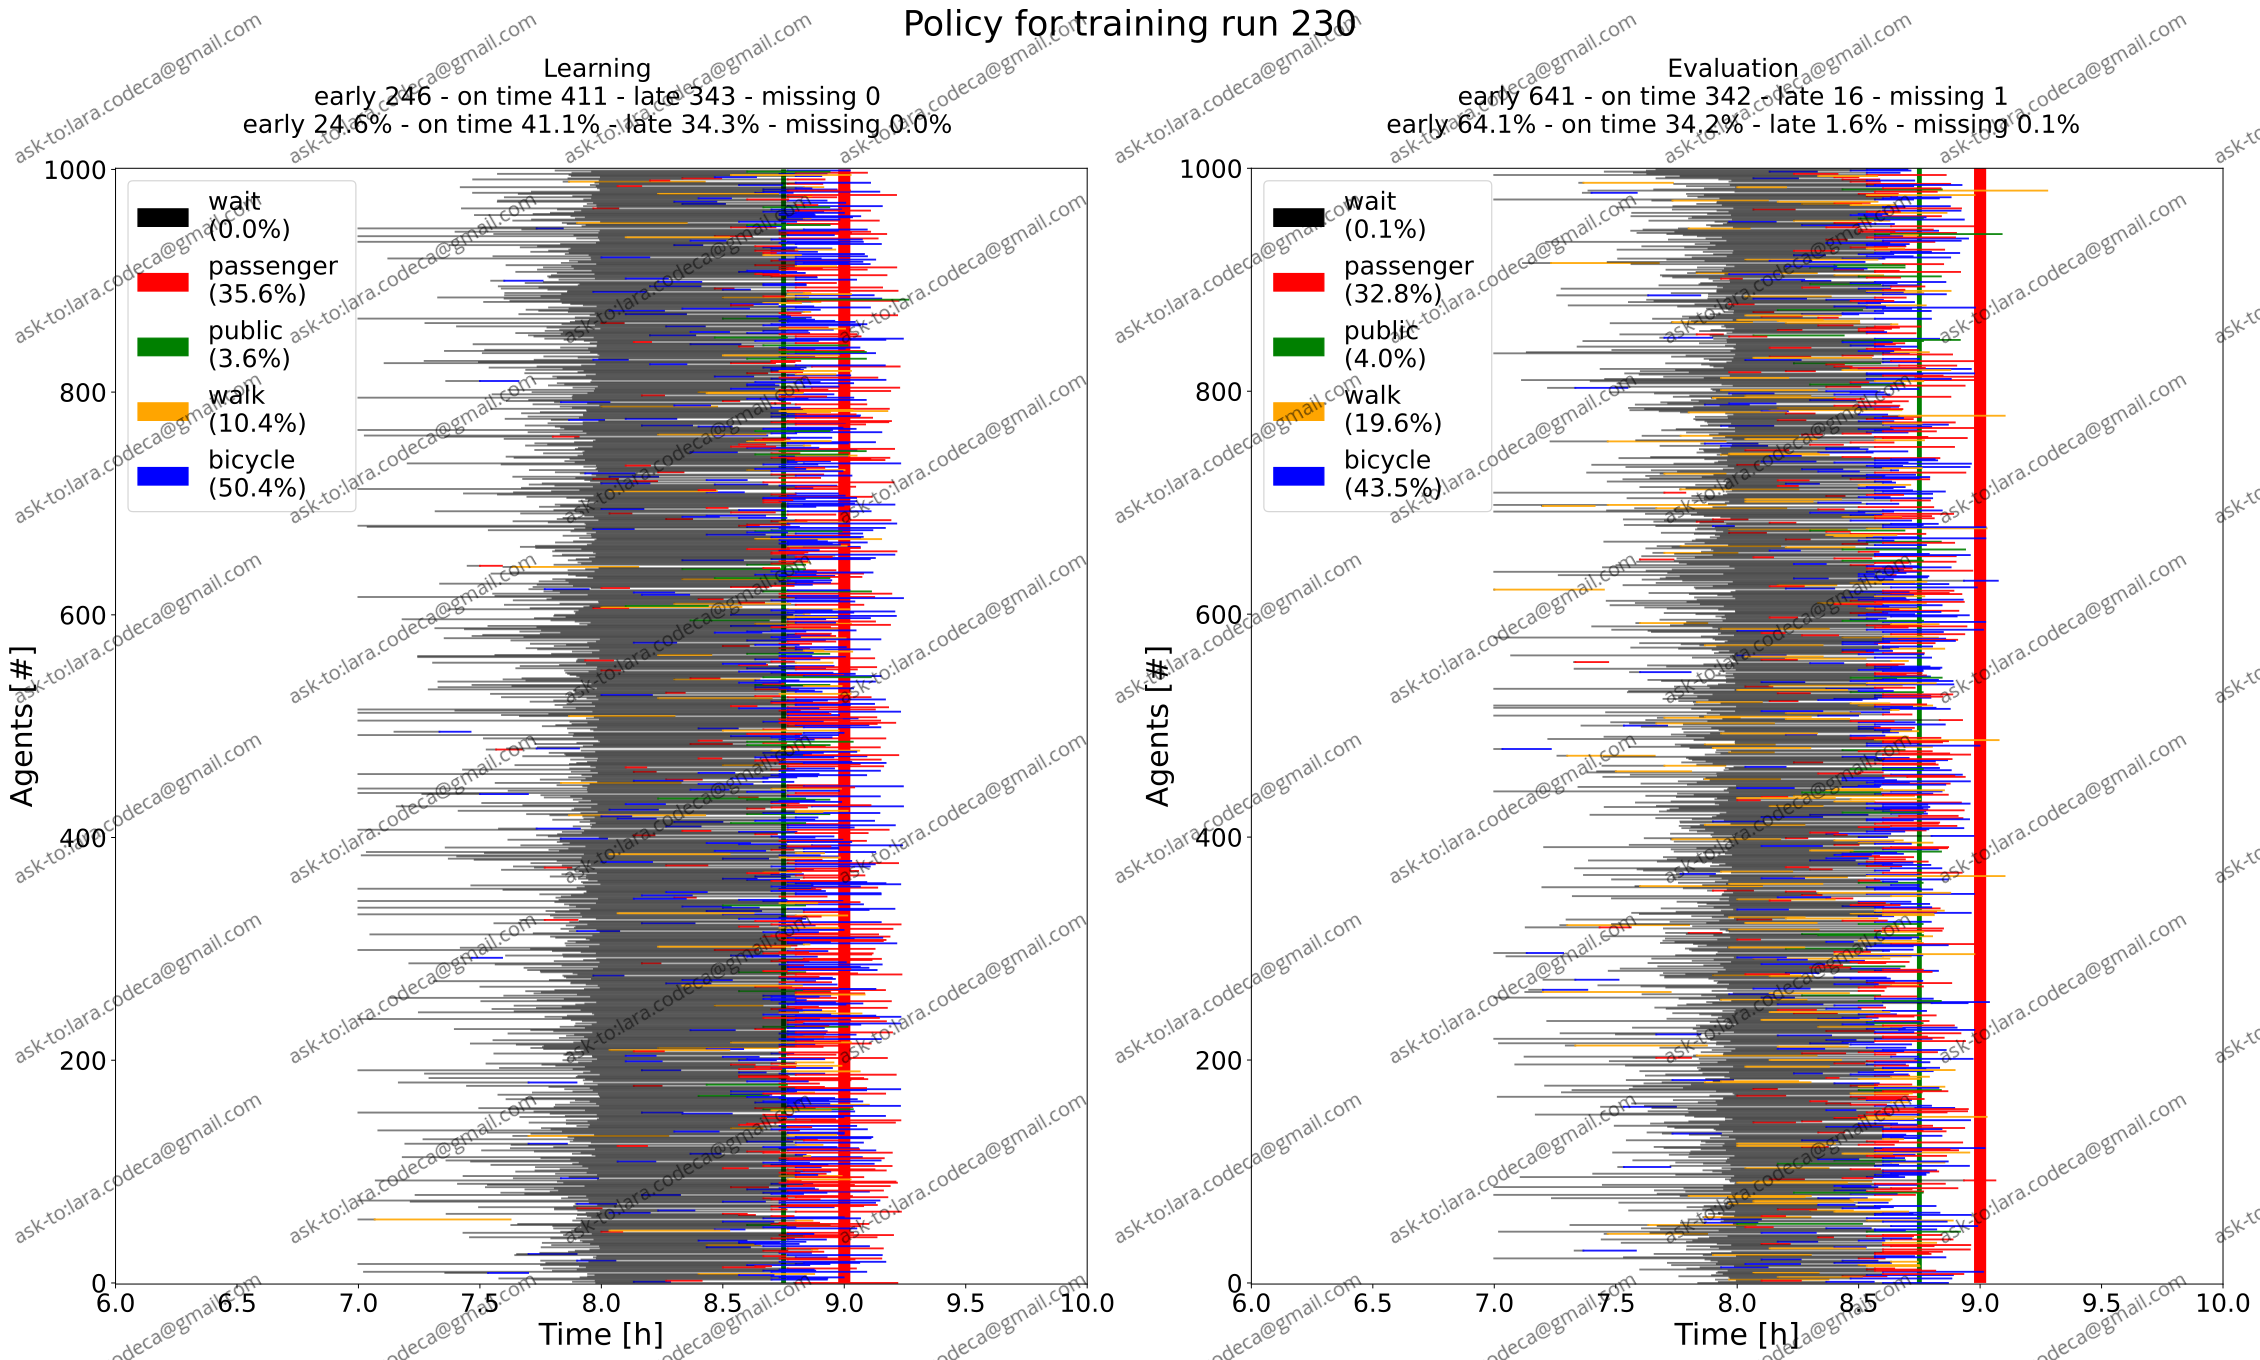 Policy for training run 230
Learning
early 246 - on time 411 - late 343 - missing 0
early 24.6% - on time 41.1% - late 34.3% - missing 0.0%
1000
800
600
400
200
0
Agents [#]
wait
(0.0%)
passenger
(35.6%)
public
(3.6%)
walk
(10.4%)
bicycle
(50.4%)
6.0 6.5 7.0 7.5 8.0 8.5 9.0 9.5 10.0
Time [h]
Evaluation
early 641 - on time 342 - late 16 - missing 1
early 64.1% - on time 34.2% - late 1.6% - missing 0.1%
1000
800
600
400
200
0
Agents [#]
wait
(0.1%)
passenger
(32.8%)
public
(4.0%)
walk
(19.6%)
bicycle
(43.5%)
6.0 6.5 7.0 7.5 8.0 8.5 9.0 9.5 10.0
Time [h]
ask-to:lara.codeca@gmail.com